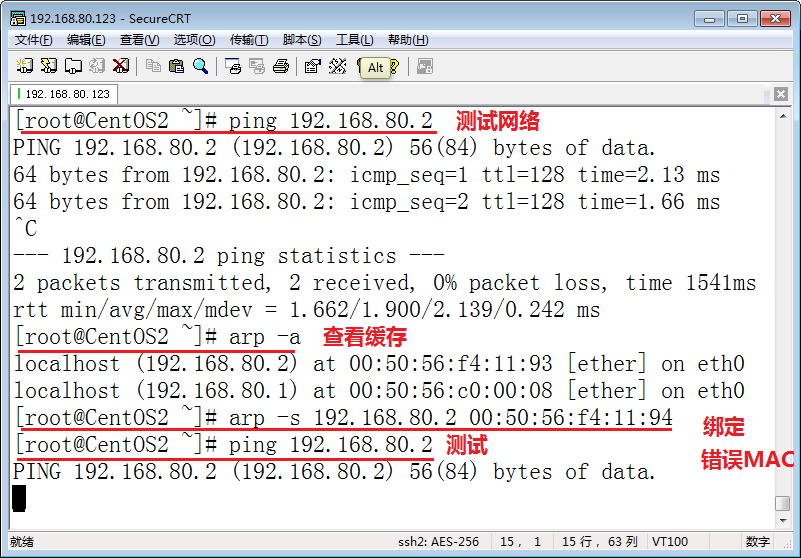 192.168.80.123 - SecureCRT
文件(F) 编辑(E) 查看(V) 选项(O) 传输(T) 脚本(S) 工具(L) 帮助(H)
Alt
192.168.80.123
[root@CentOS2 ~]# ping 192.168.80.2 测试网络
PING 192.168.80.2 (192.168.80.2) 56(84) bytes of data.
64 bytes from 192.168.80.2: icmp_seq=1 ttl=128 time=2.13 ms
64 bytes from 192.168.80.2: icmp_seq=2 ttl=128 time=1.66 ms
^C
--- 192.168.80.2 ping statistics ---
2 packets transmitted, 2 received, 0% packet loss, time 1541ms
rtt min/avg/max/mdev = 1.662/1.900/2.139/0.242 ms
[root@CentOS2 ~]# arp -a 查看缓存
localhost (192.168.80.2) at 00:50:56:f4:11:93 [ether] on eth0
localhost (192.168.80.1) at 00:50:56:c0:00:08 [ether] on eth0
[root@CentOS2 ~]# arp -s 192.168.80.2 00:50:56:f4:11:94 绑定
[root@CentOS2 ~]# ping 192.168.80.2 测试
错误MAC
PING 192.168.80.2 (192.168.80.2) 56(84) bytes of data.
就绪 ssh2: AES-256 15, 1 15 行, 63 列 VT100 数字